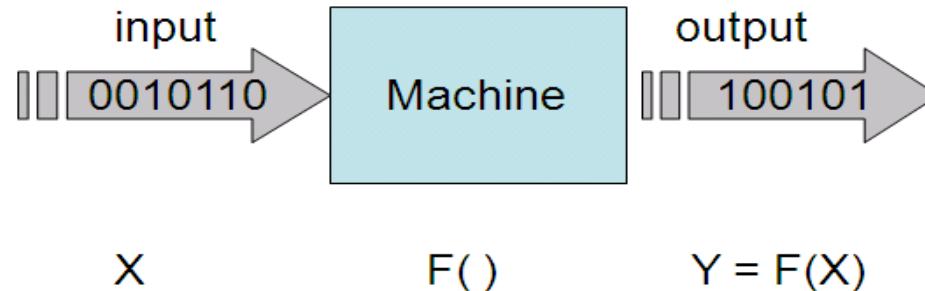 input output
0010110 Machine 100101
X F( ) Y = F(X)